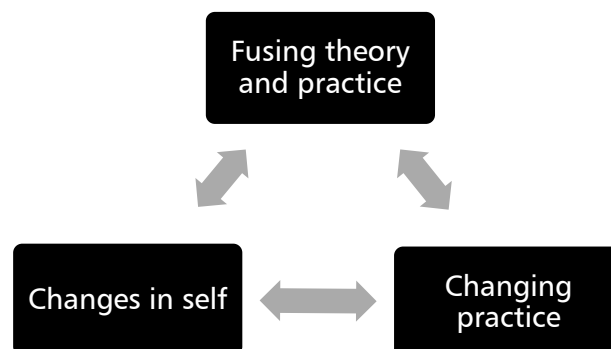 Fusing theory
and practice
Changes in self
Changing
practice